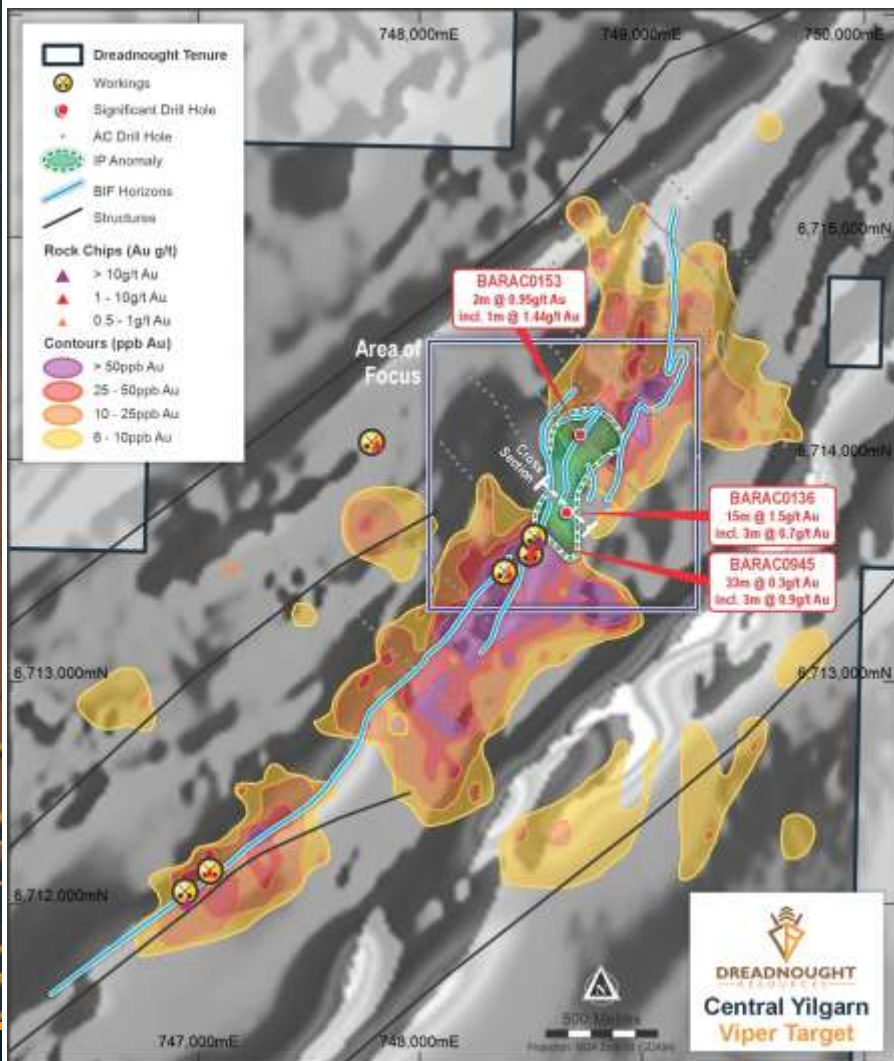 748,000mE
749,000mE
750,000mE
Dreadnought Tenure
Workings
Significant Drill Hole
AC Drill Hole
IP Anomaly
BIF Horizons
Structures
Rock Chips (Au g/t)
> 10g/t Au
1 - 10g/t Au
0.5 - 1g/t Au
Contours (ppb Au)
> 50ppb Au
25 - 50ppb Au
10 - 25ppb Au
6 - 10ppb Au
6,715,000mN
BARAC0153
2m @ 0.95g/t Au
incl. 1m @ 1.44g/t Au
Area of
Focus
6,714,000mN
Cross
Section
BARAC0136
15m @ 1.5g/t Au
incl. 3m @ 6.7g/t Au
BARAC0945
33m @ 0.3g/t Au
incl. 3m @ 0.9g/t Au
6,713,000mN
6,713,000mN
6,712,000mN
747,000mE
748,000mE
500 Metres
DREADNOUGHT
RESOURCES
Central Yilgarn
Viper Target